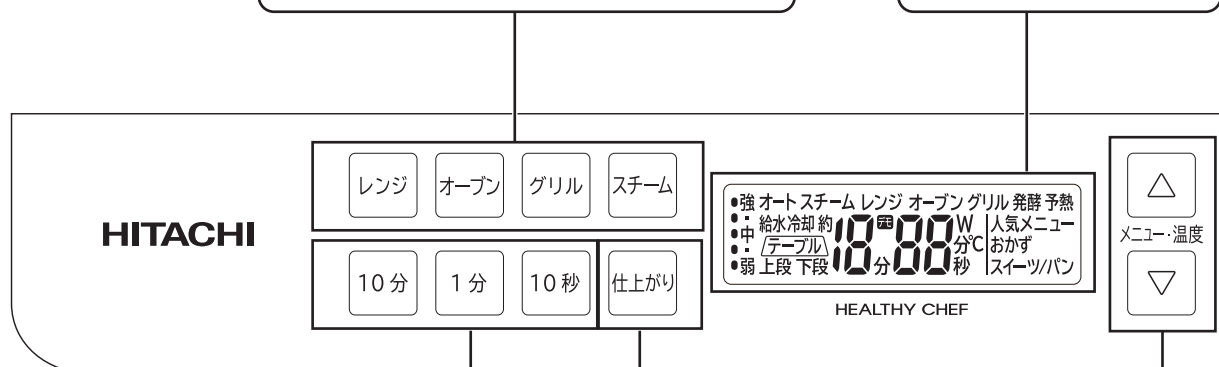 HITACHI
レンジ オーブン グリル スチーム
10分 1分 10秒 仕上がり
強 オート スチーム レンジ オーブン グリル 発酵 予熱
中 給水 冷却 約 18 デモ 88 W 人気メニュー
テーブル 分 ℃ おかず
弱 上段 下段 分 秒 スイーツ/パン
HEALTHY CHEF
メニュー・温度